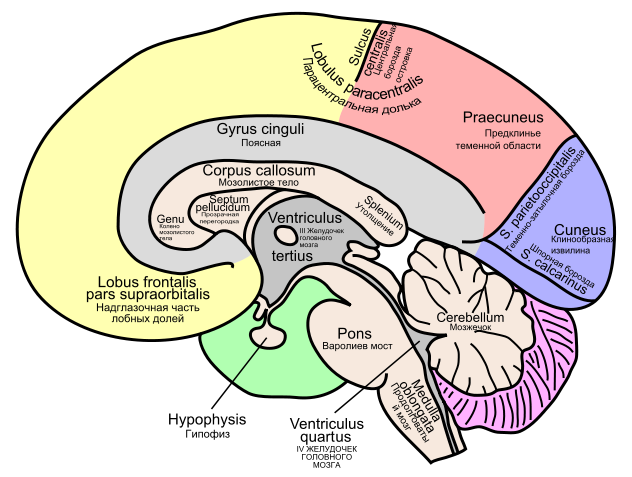 Sulcus
centralis
Центральная
борозда
островка
Lobulus paracentralis
Парацентральная долька
Praecuneus
Предклинье
теменной области
Gyrus cinguli
Поясная
Corpus callosum
Мозолистое тело
Septum
pellucidum
Прозрачная
перегородка
Genu
Колено
мозолистого
тела
Splenium
Утолщение
Ventriculus
III Желудочек
головного
мозга
tertius
S. parietooccipitalis
Теменно-затылочная борозда
Cuneus
Клинообразная
извилина
Шпорная борозда
S. calcarinus
Lobus frontalis
pars supraorbitalis
Надглазочная часть
лобных долей
Cerebellum
Мозжечок
Pons
Варолиев мост
Medulla
oblongata
Продолговаты
й мозг
Hypophysis
Гипофиз
Ventriculus
quartus
IV ЖЕЛУДОЧЕК
ГОЛОВНОГО
МОЗГА